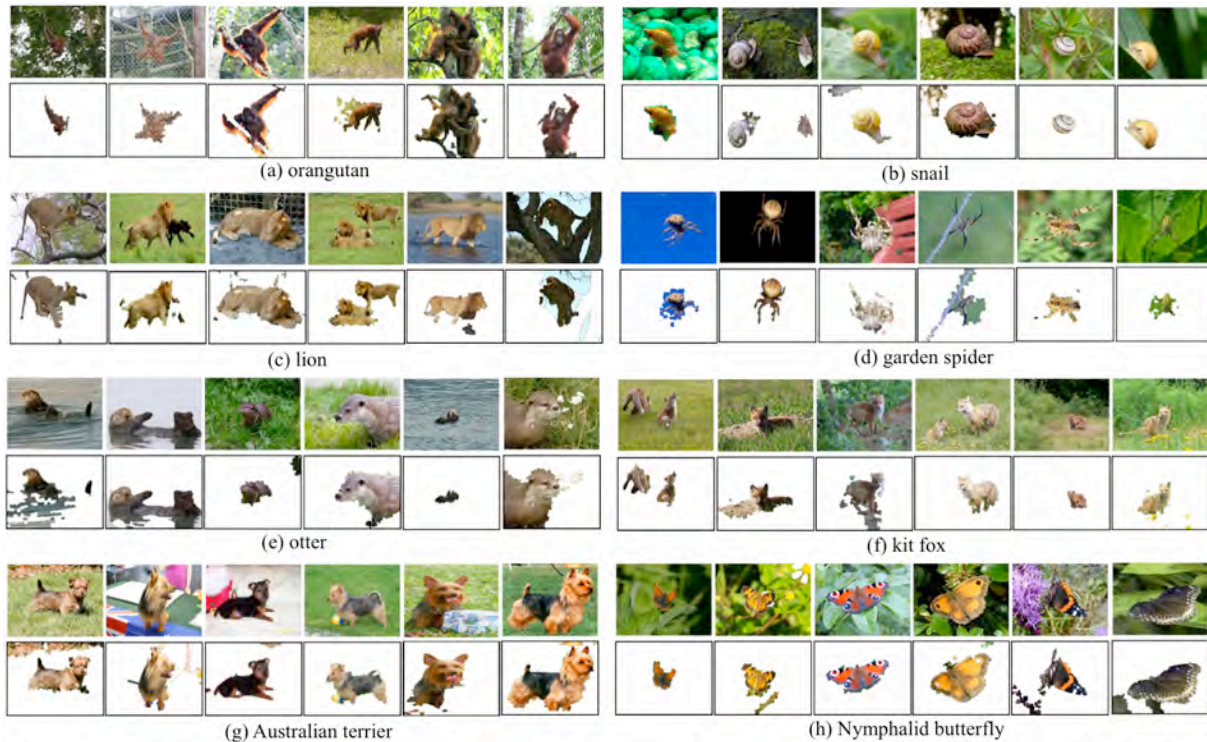 (a) orangutan
(b) snail
(c) lion
(d) garden spider
(e) otter
(f) kit fox
(g) Australian terrier
(h) Nymphalid butterfly